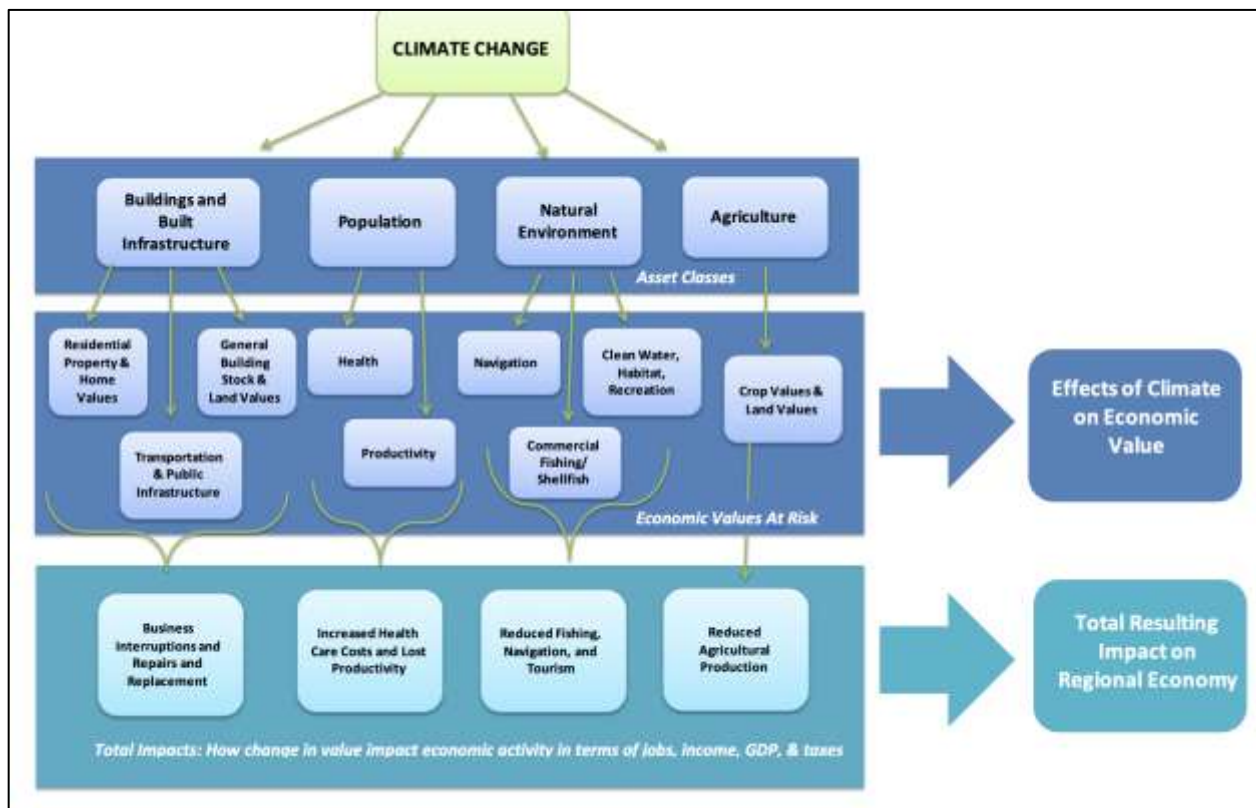 CLIMATE CHANGE
Buildings and
Built
Infrastructure
Population
Natural
Environment
Agriculture
Asset Classes
Residential
Property &
Home
Values
General
Building
Stock &
Land Values
Health
Navigation
Clean Water,
Habitat,
Recreation
Crop Values &
Land Values
Transportation
& Public
Infrastructure
Productivity
Commercial
Fishing/
Shellfish
Economic Values At Risk
Effects of Climate
on Economic
Value
Business
Interruptions and
Repairs and
Replacement
Increased Health
Care Costs and Lost
Productivity
Reduced Fishing,
Navigation, and
Tourism
Reduced
Agricultural
Production
Total Impacts: How change in value impact economic activity in terms of jobs, income, GDP, & taxes
Total Resulting
Impact on
Regional Economy